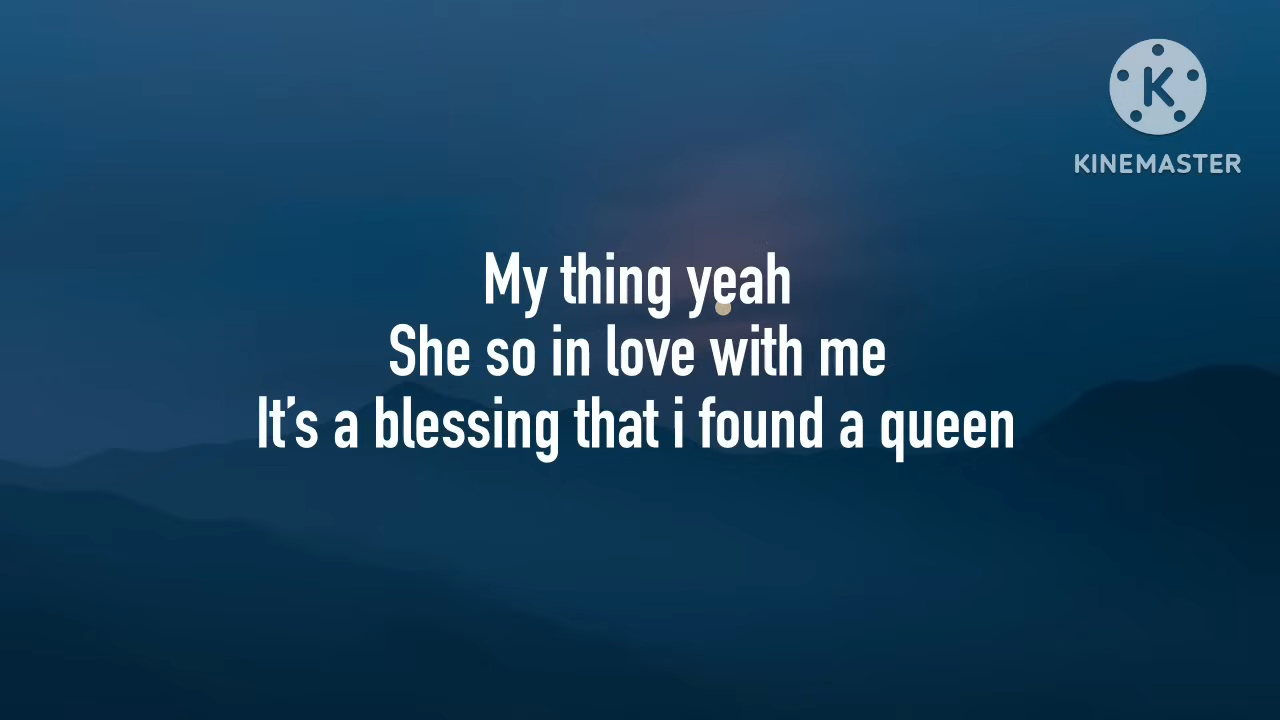 K
KINEMASTER
My thing yeah
She so in love with me
It’s a blessing that i found a queen